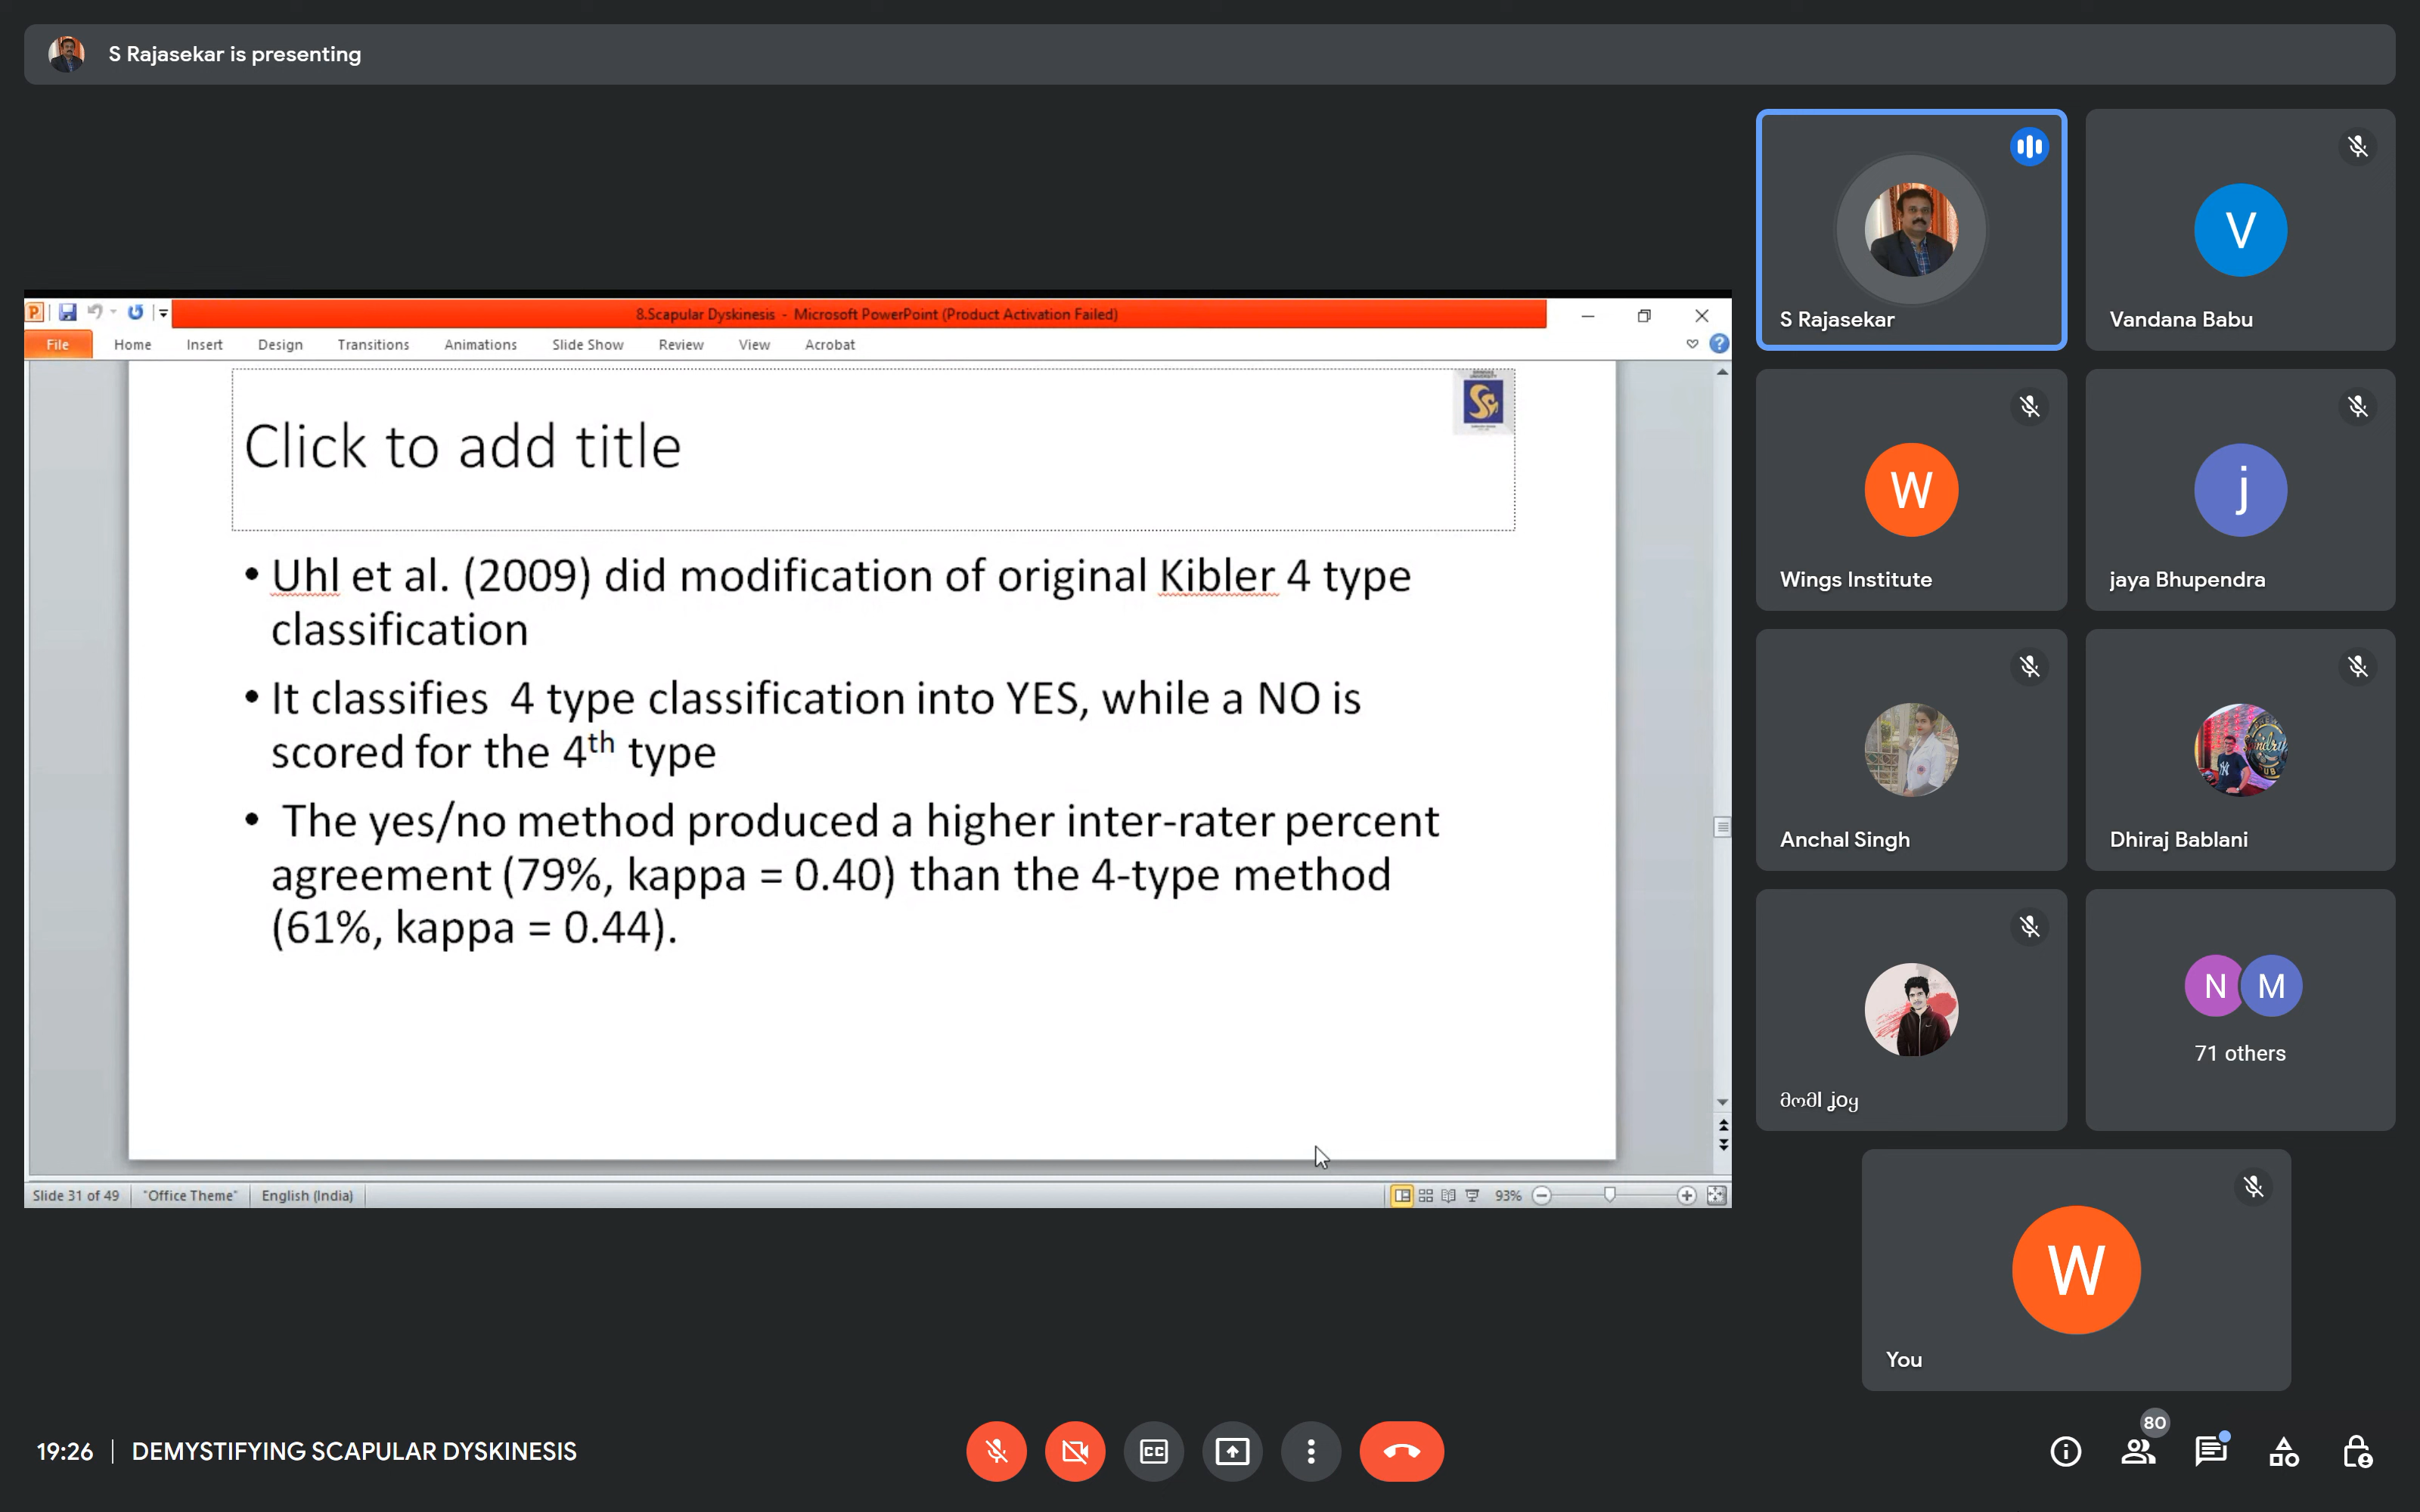 S Rajasekar is presenting
8.Scapular Dyskinesis - Microsoft PowerPoint (Product Activation Failed)
File Home Insert Design Transitions Animations Slide Show Review View Acrobat
Click to add title
• Uhl et al. (2009) did modification of original Kibler 4 type
classification
• It classifies 4 type classification into YES, while a NO is
scored for the 4th type
• The yes/no method produced a higher inter-rater percent
agreement (79%, kappa = 0.40) than the 4-type method
(61%, kappa = 0.44).
Slide 31 of 49 "Office Theme" English (India) 93%
S Rajasekar
V
Vandana Babu
W
Wings Institute
j
jaya Bhupendra
Anchal Singh
Dhiraj Bablani
joy
N M
71 others
W
You
19:26 | DEMYSTIFYING SCAPULAR DYSKINESIS
CC
80